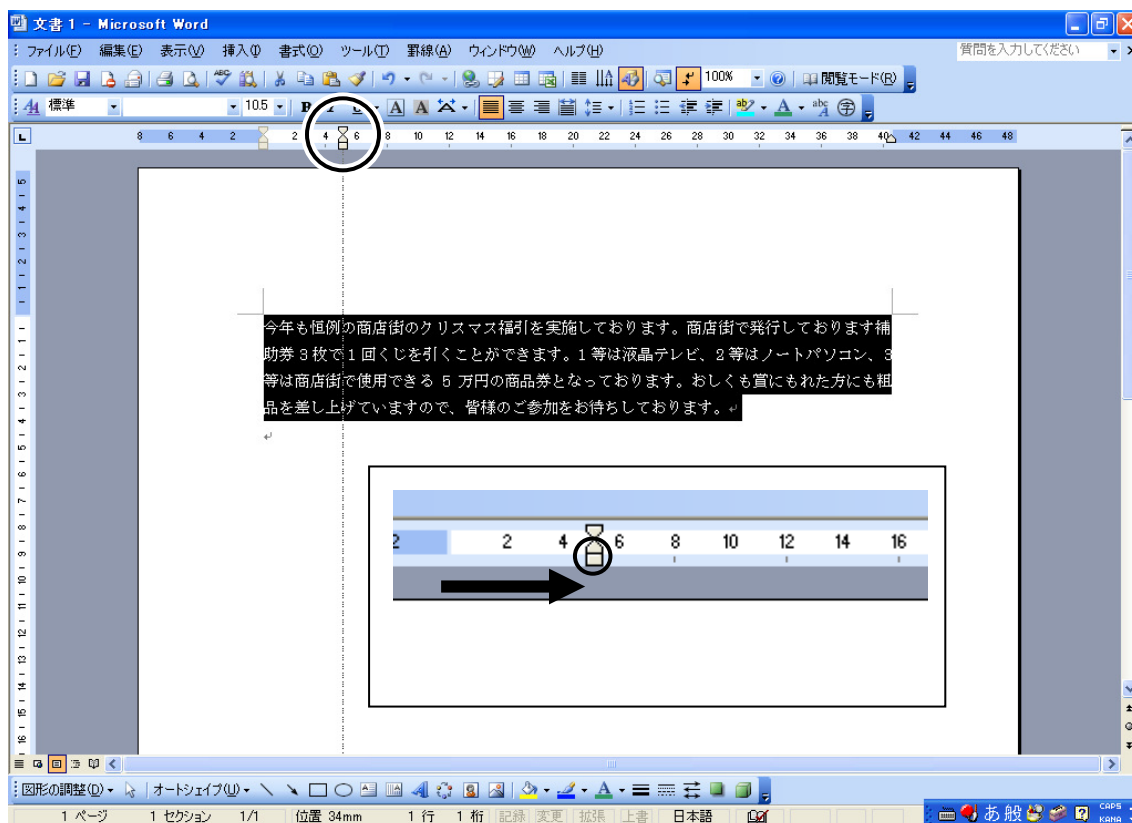 文書 1 - Microsoft Word
ファイル(F) 編集(E) 表示(V) 挿入(I) 書式(O) ツール(T) 罫線(A) ウィンドウ(W) ヘルプ(H) 質問を入力してください
100% 閲覧モード(R)
標準 10.5 B A A A
8 6 4 2 2 4 6 8 10 12 14 16 18 20 22 24 26 28 30 32 34 36 38 40 42 44 46 48
今年も恒例の商店街のクリスマス福引を実施しております。商店街で発行しております補
助券3枚で1回くじを引くことができます。1等は液晶テレビ、2等はノートパソコン、3
等は商店街で使用できる 5 万円の商品券となっております。おしくも賞にもれた方にも粗
品を差し上げていますので、皆様のご参加をお待ちしております。
2 2 4 6 8 10 12 14 16
図形の調整(D) オートシェイプ(U)
1 ページ 1 セクション 1/1 位置 34mm 1 行 1 桁 記録 変更 拡張 上書 日本語
あ 般 CAPS
KANA